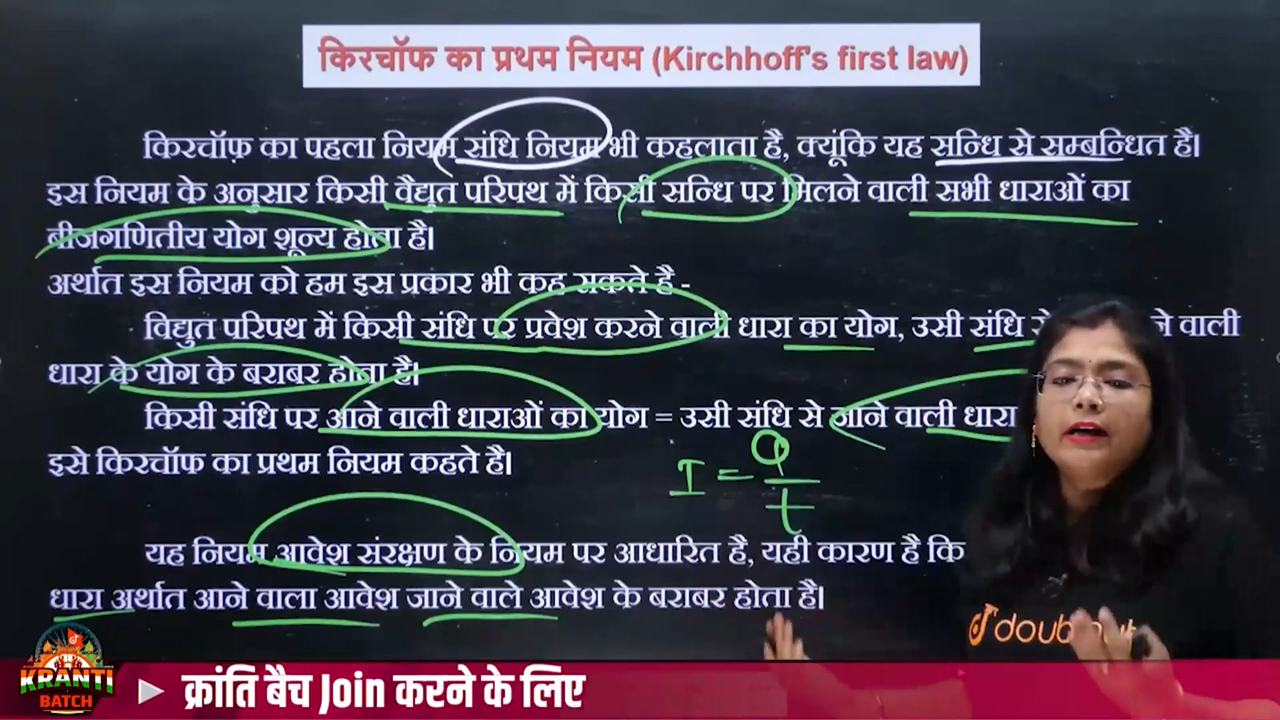 किरचॉफ का प्रथम नियम (Kirchhoff's first law)
किरचॉफ़ का पहला नियम संधि नियम भी कहलाता है, क्यूंकि यह सन्धि से सम्बन्धित है।
इस नियम के अनुसार किसी वैद्युत परिपथ में किसी सन्धि पर मिलने वाली सभी धाराओं का
बीजगणितीय योग शून्य होता है।
अर्थात इस नियम को हम इस प्रकार भी कह सकते है -
विद्युत परिपथ में किसी संधि पर प्रवेश करने वाली धारा का योग, उसी संधि वाली
धारा के योग के बराबर होता है।
किसी संधि पर आने वाली धाराओं का योग = उसी संधि से जाने वाली धारा
इसे किरचॉफ का प्रथम नियम कहते है।
I = Q/t
यह नियम आवेश संरक्षण के नियम पर आधारित है, यही कारण है कि
धारा अर्थात आने वाला आवेश जाने वाले आवेश के बराबर होता है।
doub
KRANTI
BATCH
क्रांति बैच Join करने के लिए